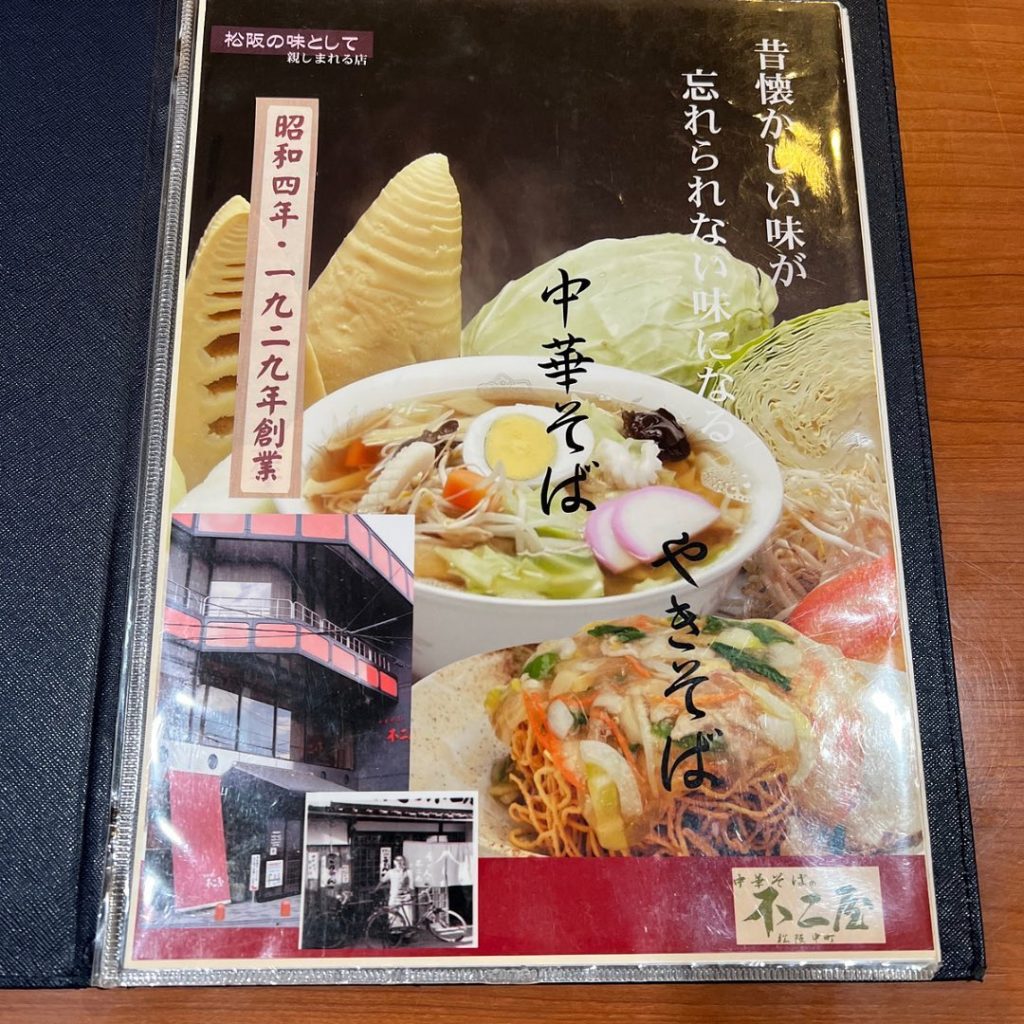 松阪の味として
親しまれる店
昔懐かしい味が
忘れられない味になる
昭和四年・一九二九年創業
中華そば
やきそば
中華そばの
不二屋
松阪中町